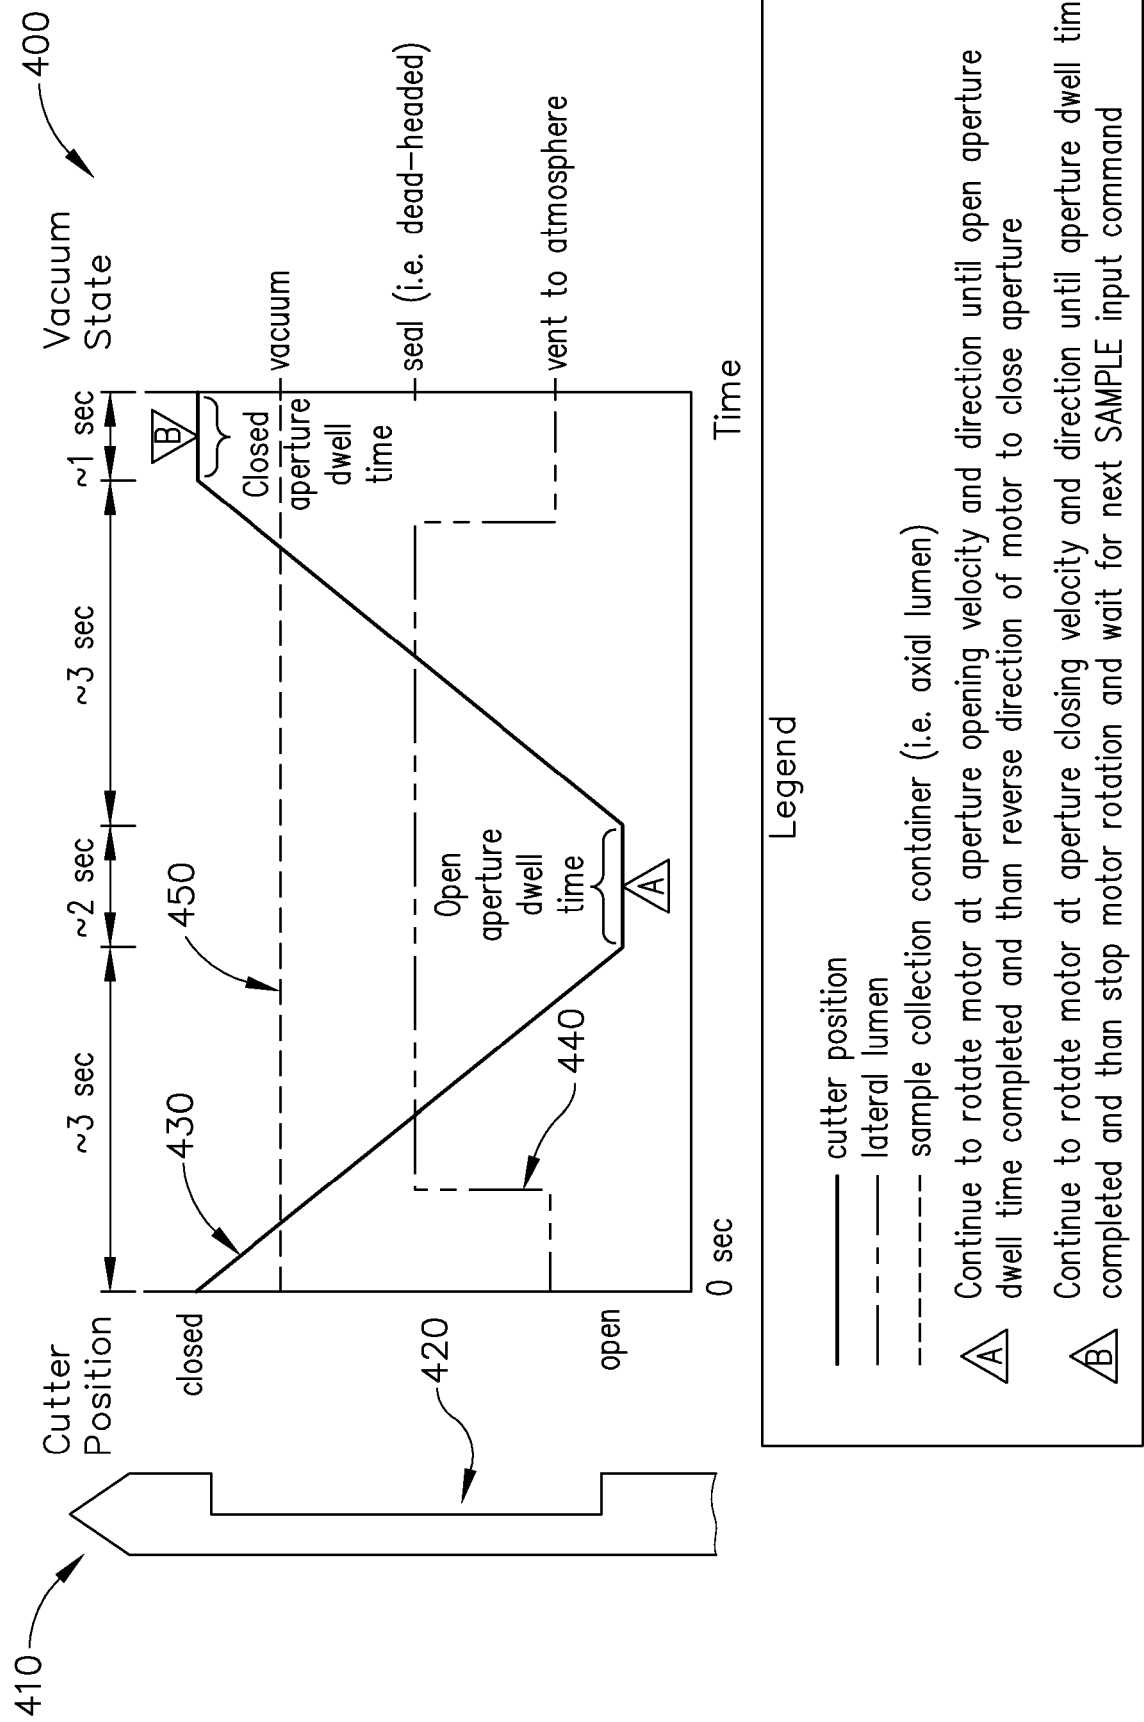 400
410
Cutter
Position
~3 sec
~2 sec
~3 sec
~1 sec
Vacuum
State
closed
430
450
B
Closed
aperture
dwell
time
vacuum
420
Open
aperture
dwell
time
seal (i.e. dead-headed)
440
open
A
vent to atmosphere
0 sec
Time
Legend
cutter position
lateral lumen
sample collection container (i.e. axial lumen)
A Continue to rotate motor at aperture opening velocity and direction until open aperture
dwell time completed and than reverse direction of motor to close aperture
B Continue to rotate motor at aperture closing velocity and direction until aperture dwell tim
completed and than stop motor rotation and wait for next SAMPLE input command